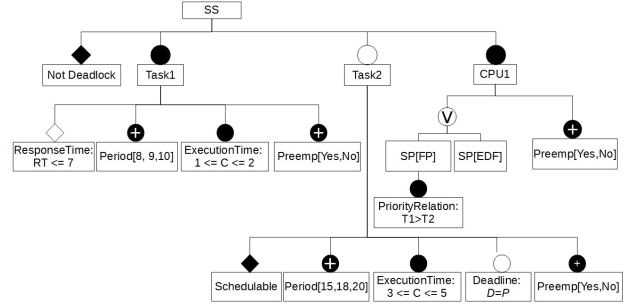 SS
Not Deadlock
Task1
Task2
CPU1
V
ResponseTime:
RT <= 7
+
Period[8, 9,10]
ExecutionTime:
1 <= C <= 2
+
Preemp[Yes,No]
SP[FP]
SP[EDF]
+
Preemp[Yes,No]
PriorityRelation:
T1>T2
Schedulable
+
Period[15,18,20]
ExecutionTime:
3 <= C <= 5
Deadline:
D=P
+
Preemp[Yes,No]